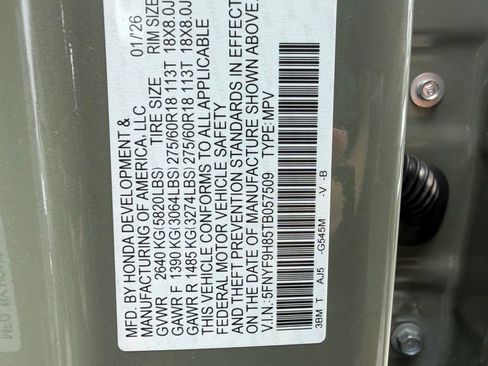 MFD. BY HONDA DEVELOPMENT &
MANUFACTURING OF AMERICA, LLC 01/26
GVWR 2640 KG(5820LBS) TIRE SIZE RIM SIZE
GAWR F 1390 KG(3064LBS) 275/60R18 113T 18X8.0J
GAWR R 1485 KG(3274LBS) 275/60R18 113T 18X8.0J
THIS VEHICLE CONFORMS TO ALL APPLICABLE
FEDERAL MOTOR VEHICLE SAFETY
AND THEFT PREVENTION STANDARDS IN EFFECT
ON THE DATE OF MANUFACTURE SHOWN ABOVE.
V.I.N.: 5FNYF9H85TB057509 TYPE: MPV
3BM T AJ5 -G545M -V -B